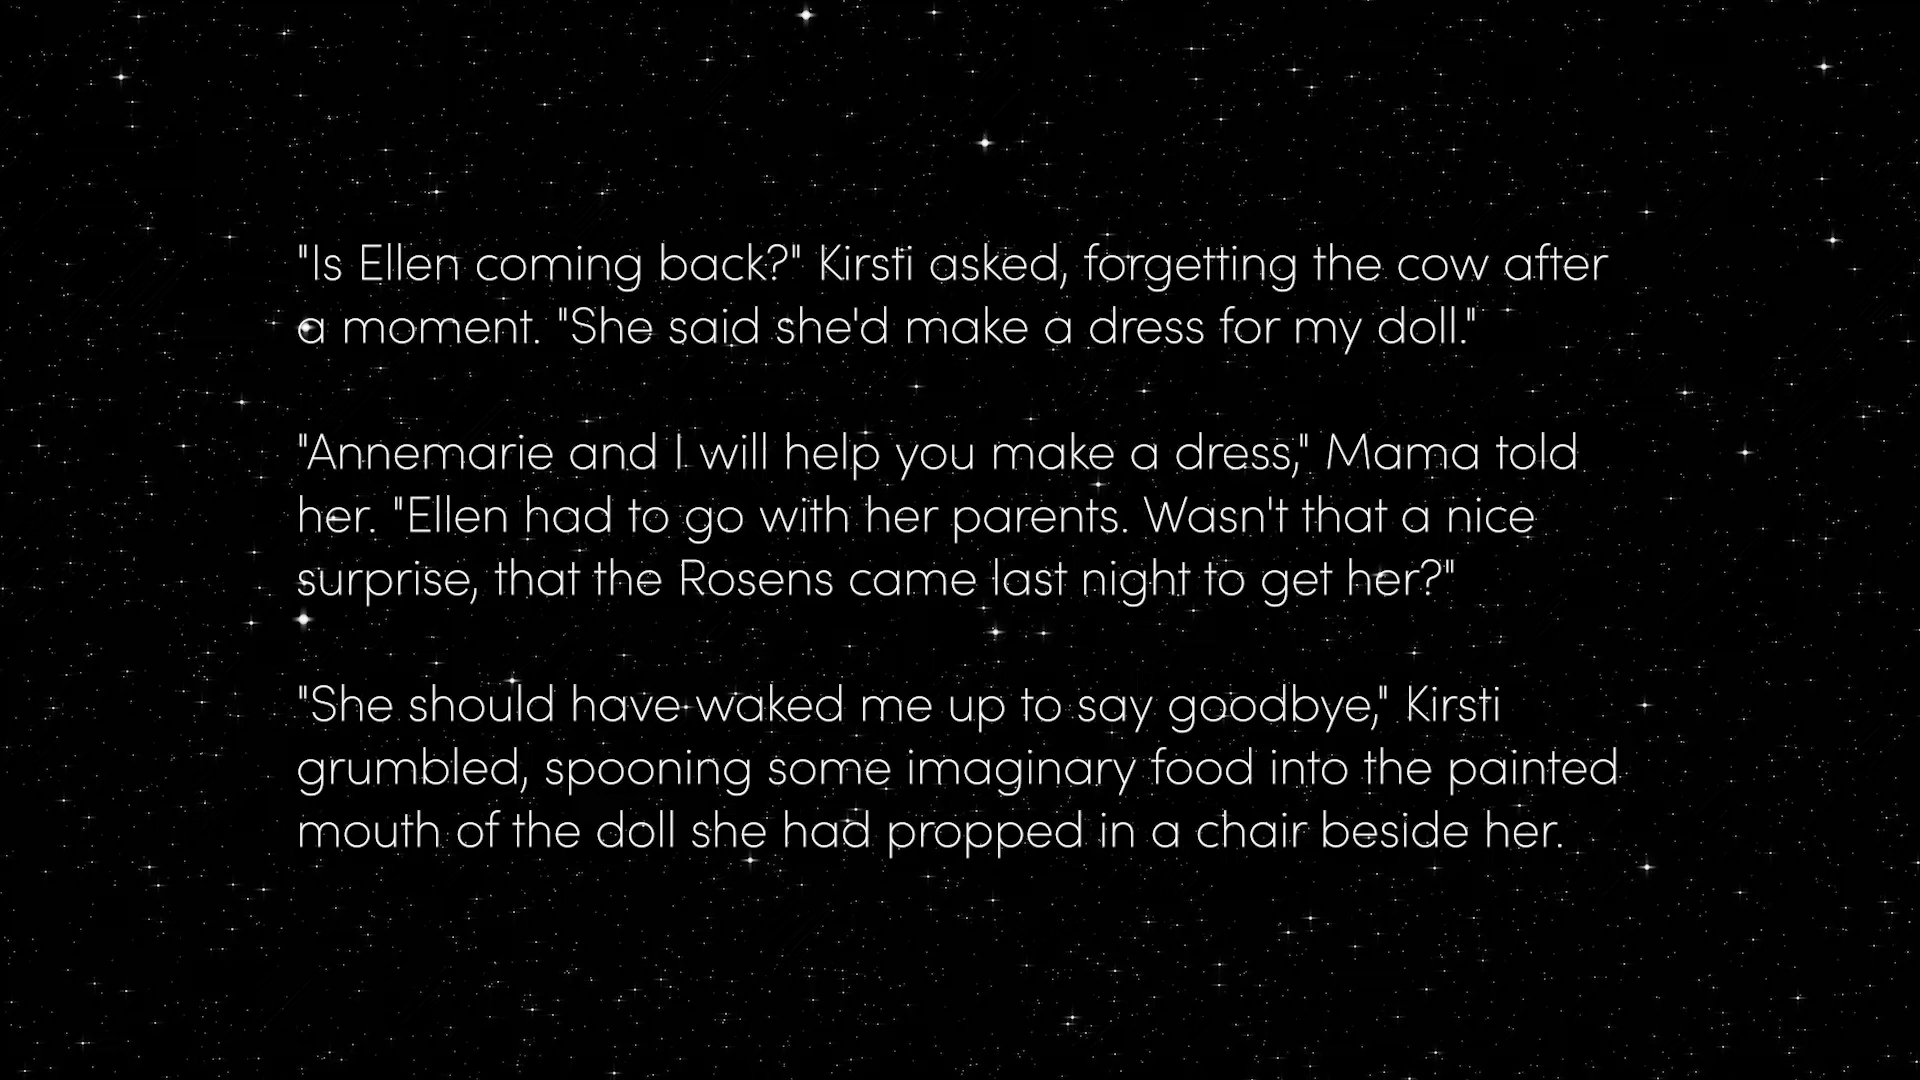 "Is Ellen coming back?" Kirsti asked, forgetting the cow after
a moment. "She said she'd make a dress for my doll."
"Annemarie and I will help you make a dress," Mama told
her. "Ellen had to go with her parents. Wasn't that a nice
surprise, that the Rosens came last night to get her?"
"She should have waked me up to say goodbye," Kirsti
grumbled, spooning some imaginary food into the painted
mouth of the doll she had propped in a chair beside her.